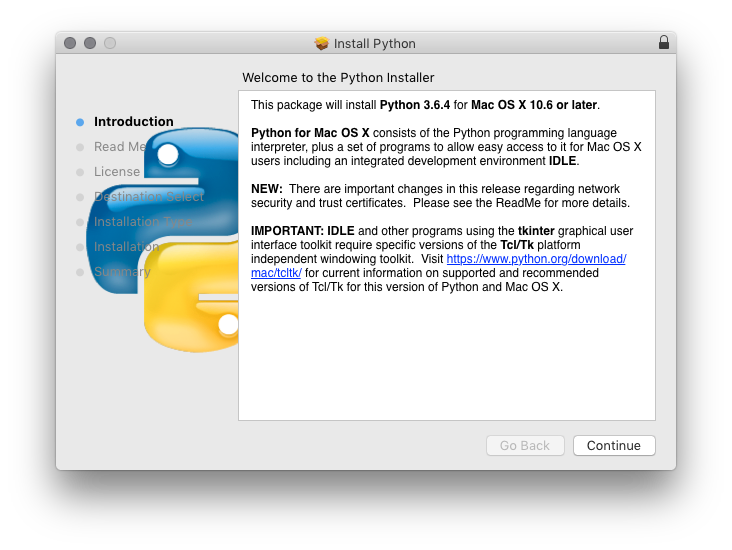 Install Python
Welcome to the Python Installer
Introduction
Read Me
License
Destination Select
Installation Type
Installation
Summary
This package will install Python 3.6.4 for Mac OS X 10.6 or later.
Python for Mac OS X consists of the Python programming language
interpreter, plus a set of programs to allow easy access to it for Mac OS X
users including an integrated development environment IDLE.
NEW:  There are important changes in this release regarding network
security and trust certificates.  Please see the ReadMe for more details.
IMPORTANT: IDLE and other programs using the tkinter graphical user
interface toolkit require specific versions of the Tcl/Tk platform
independent windowing toolkit.  Visit https://www.python.org/download/
mac/tcltk/ for current information on supported and recommended
versions of Tcl/Tk for this version of Python and Mac OS X.
Go Back
Continue